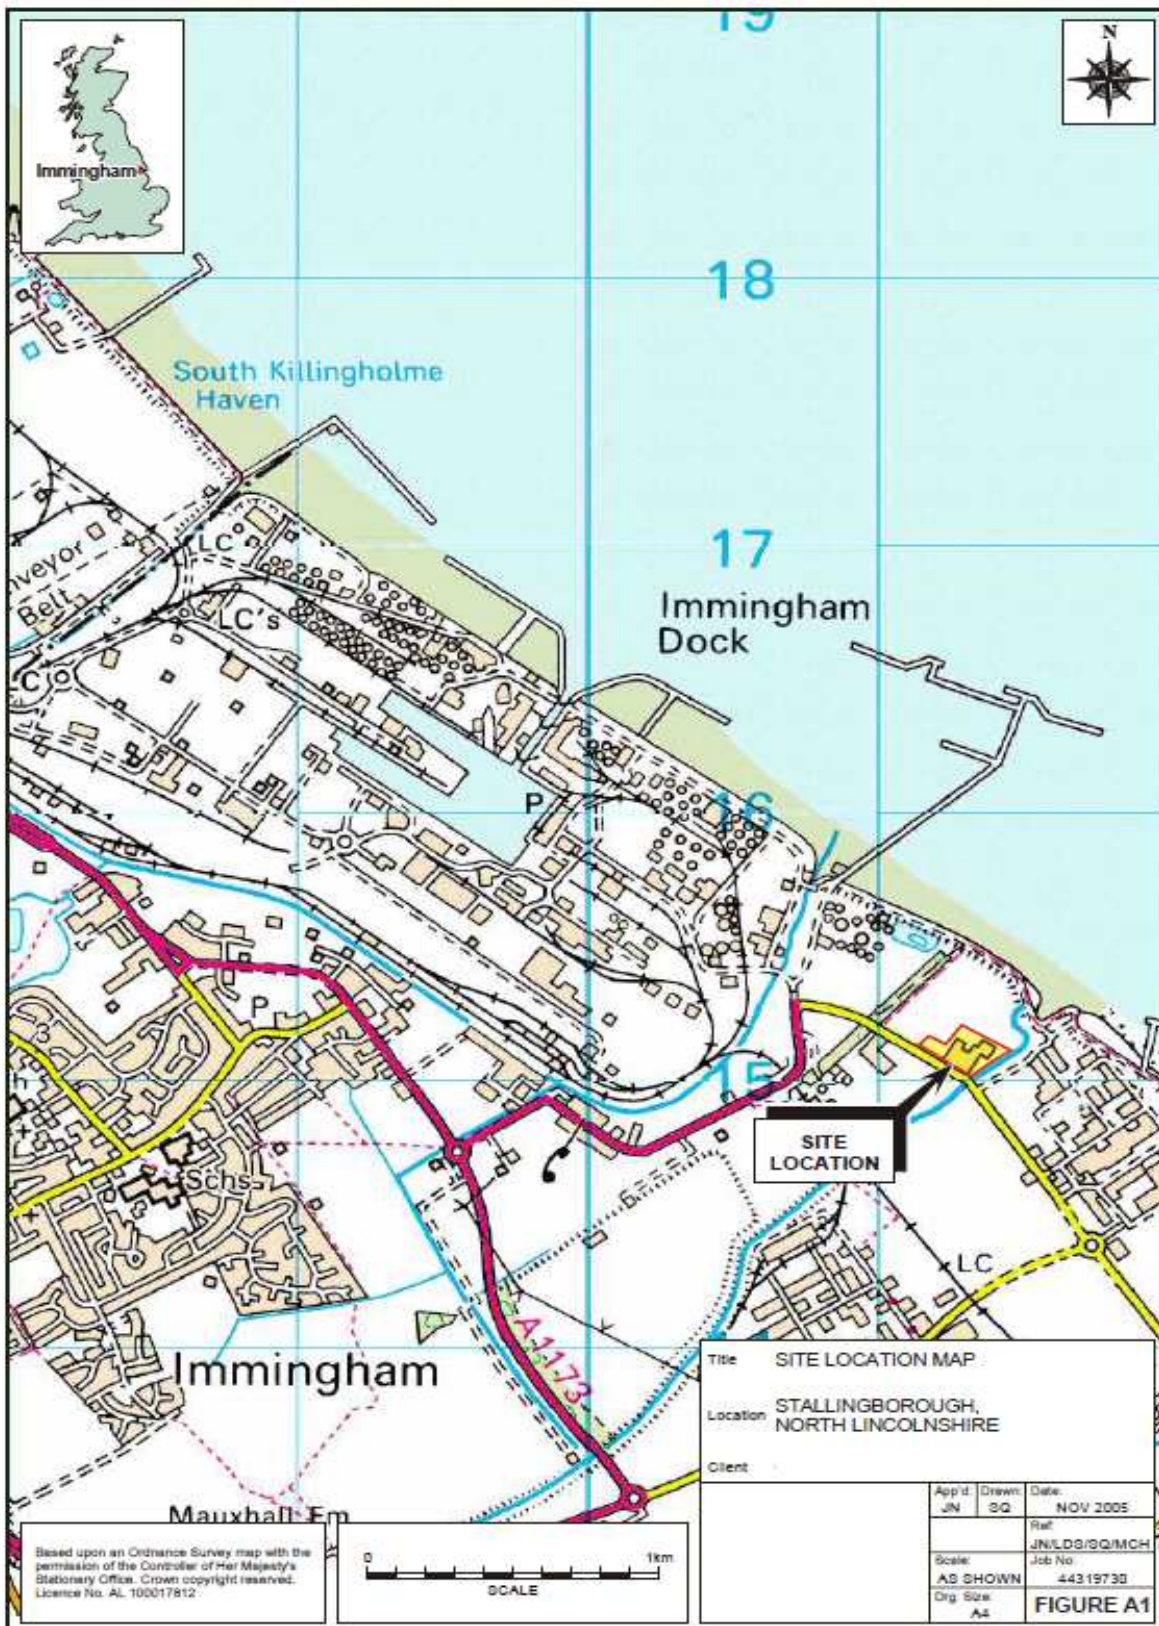 19
N
Immingham
18
South Killingholme
Haven
17
LC
nveyor
Belt
LC's
Immingham
Dock
C
P
16
P
15
SITE
LOCATION
Schs
LC
A1173
Immingham
Mauxhall Fm
Title SITE LOCATION MAP
Location STALLINGBOROUGH,
NORTH LINCOLNSHIRE
Client
App'd: Drawn: Date:
JN SQ NOV 2005
Ref:
JN/LDS/SQ/MCH
Scale: Job No:
AS SHOWN 44319730
Drg. Size: FIGURE A1
A4
Based upon an Ordnance Survey map with the
permission of the Controller of Her Majesty's
Stationary Office. Crown copyright reserved.
Licence No. AL 100017812
0 1km
SCALE